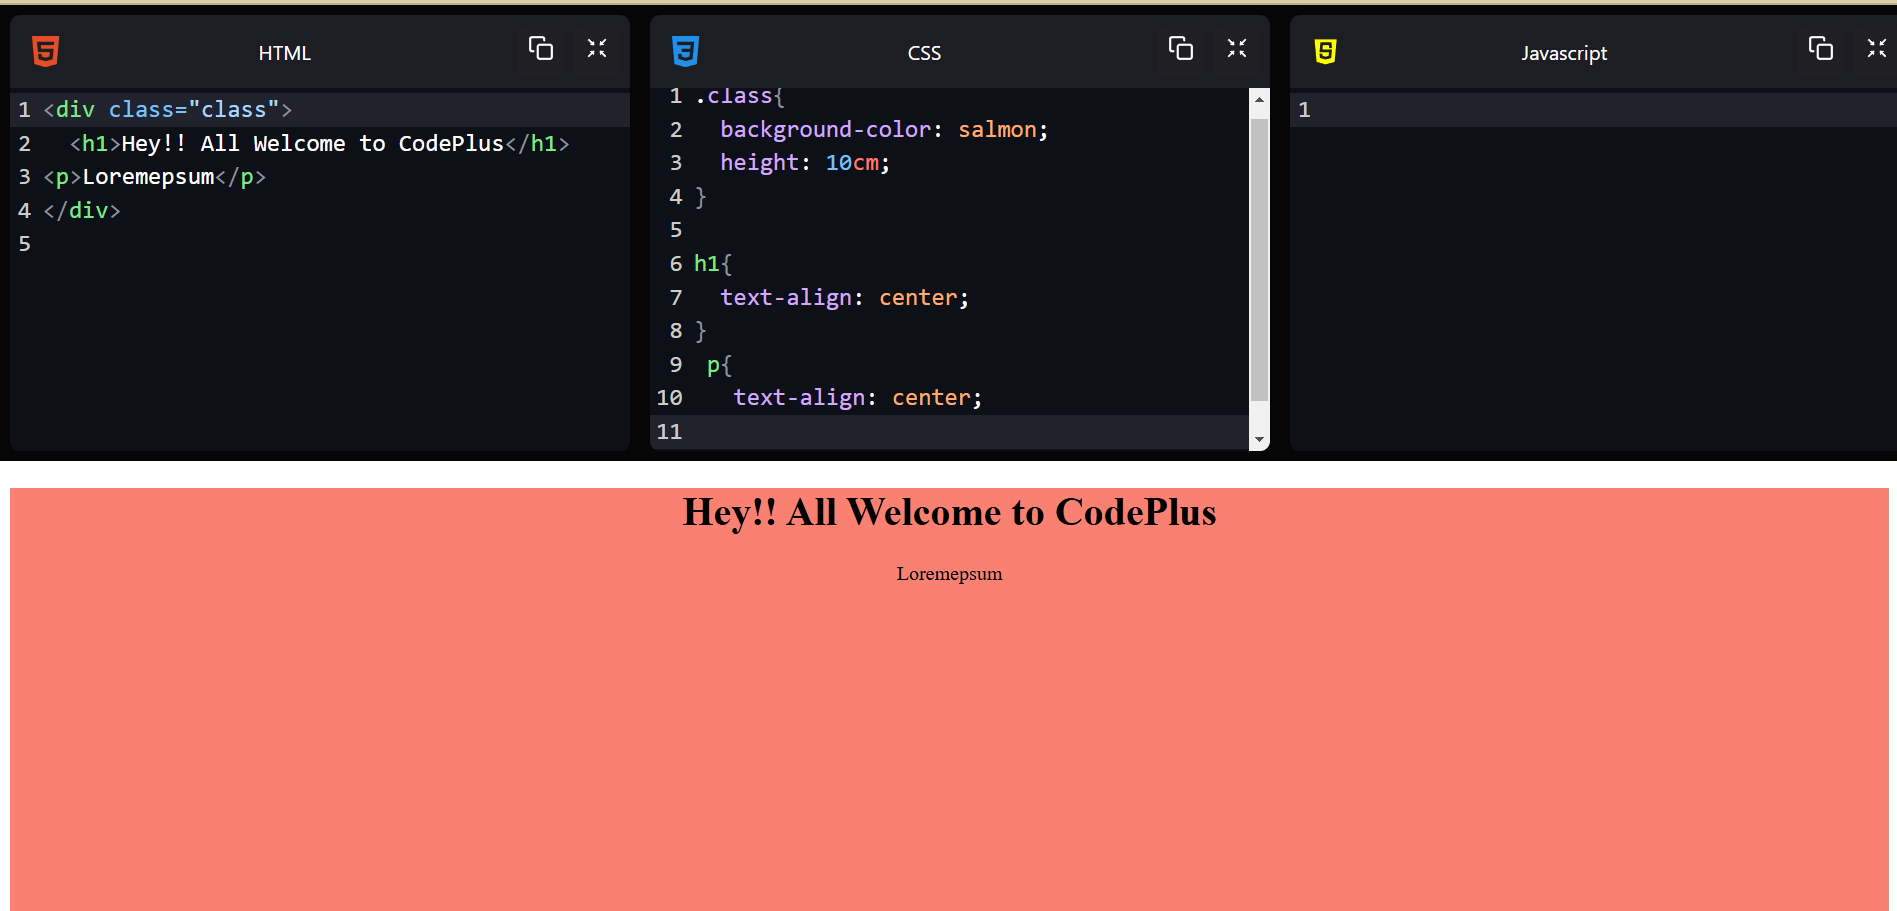 HTML
1 <div class="class">
2   <h1>Hey!! All Welcome to CodePlus</h1>
3 <p>Loremepsum</p>
4 </div>
5
CSS
1 .class{
2   background-color: salmon;
3   height: 10cm;
4 }
5
6 h1{
7   text-align: center;
8 }
9  p{
10    text-align: center;
11
Javascript
1
Hey!! All Welcome to CodePlus
Loremepsum